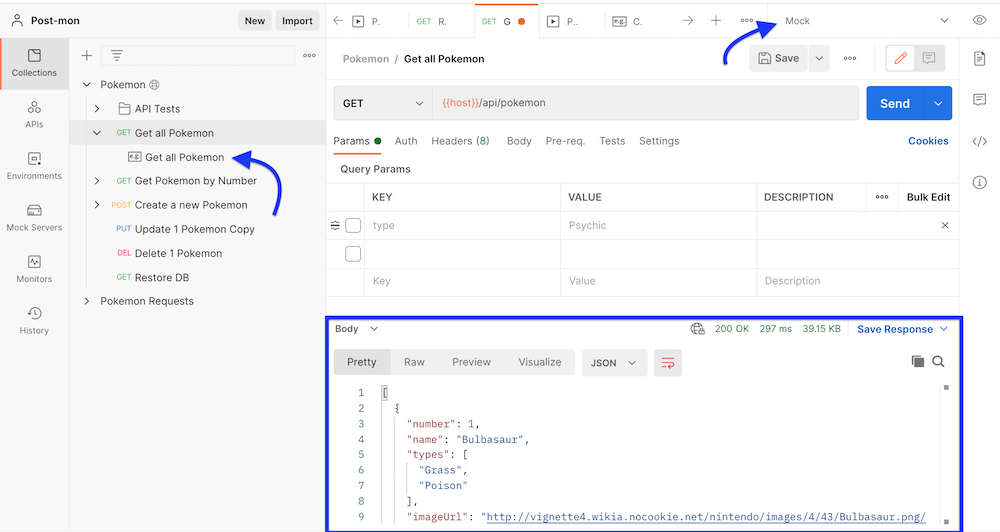 Post-mon
New
Import
P.
GET R.
GET G
P..
C.
Mock
Collections
APIs
Environments
Mock Servers
Monitors
History
Pokemon
API Tests
GET Get all Pokemon
e.g. Get all Pokemon
GET Get Pokemon by Number
POST Create a new Pokemon
PUT Update 1 Pokemon Copy
DEL Delete 1 Pokemon
GET Restore DB
Pokemon Requests
Pokemon / Get all Pokemon
Save
GET
{{host}}/api/pokemon
Send
Params
Auth
Headers (8)
Body
Pre-req.
Tests
Settings
Cookies
Query Params
KEY
VALUE
DESCRIPTION
Bulk Edit
type
Psychic
Key
Value
Description
Body
200 OK
297 ms
39.15 KB
Save Response
Pretty
Raw
Preview
Visualize
JSON
1 [
2 {
3 "number": 1,
4 "name": "Bulbasaur",
5 "types": [
6 "Grass",
7 "Poison"
8 ],
9 "imageUrl": "http://vignette4.wikia.nocookie.net/nintendo/images/4/43/Bulbasaur.png/